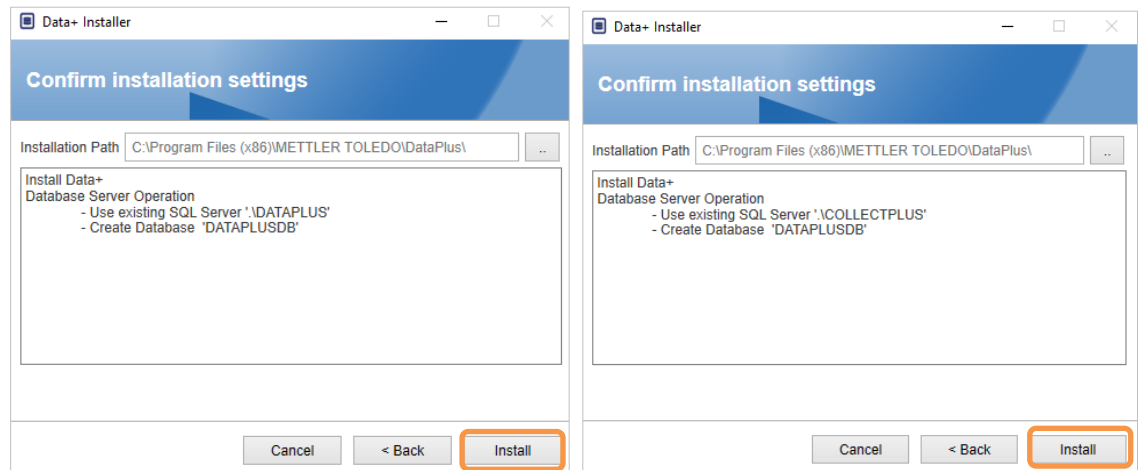 Data+ Installer
Confirm installation settings
Installation Path C:\Program Files (x86)\METTLER TOLEDO\DataPlus\ ..
Install Data+
Database Server Operation
- Use existing SQL Server '.\DATAPLUS'
- Create Database 'DATAPLUSDB'
Cancel < Back Install
Data+ Installer
Confirm installation settings
Installation Path C:\Program Files (x86)\METTLER TOLEDO\DataPlus\ ..
Install Data+
Database Server Operation
- Use existing SQL Server '.\COLLECTPLUS'
- Create Database 'DATAPLUSDB'
Cancel < Back Install